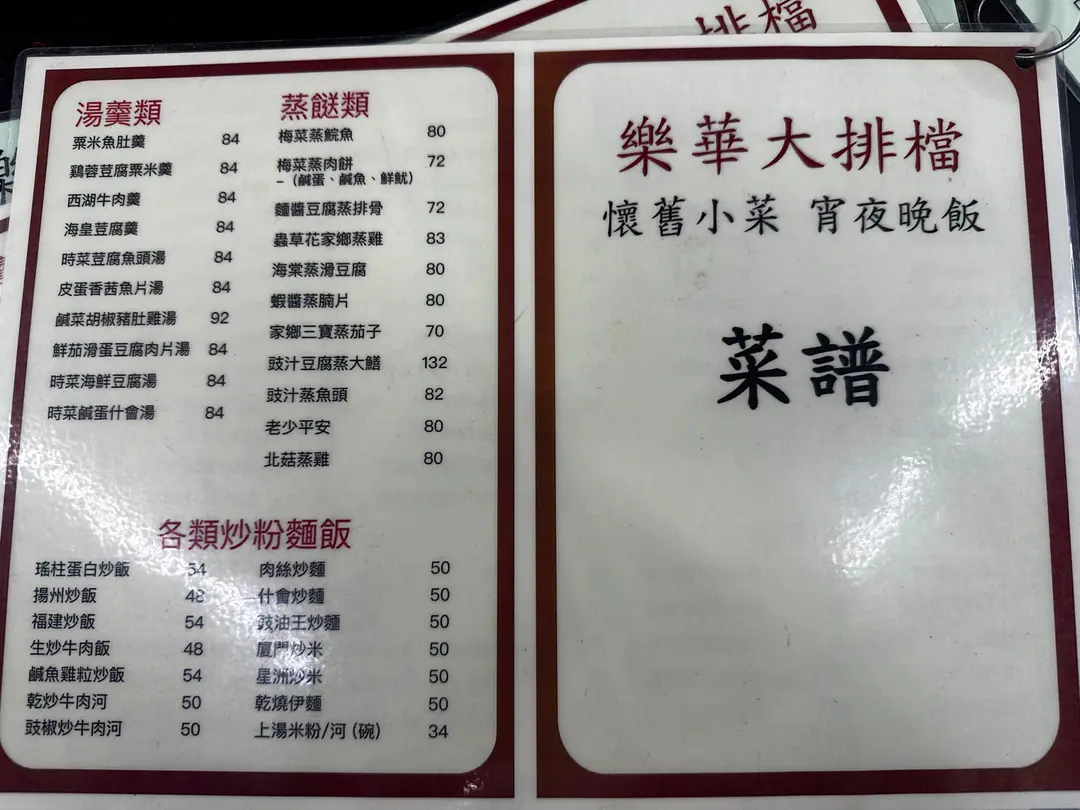 排檔
湯羹類
粟米魚肚羹 84
鷄蓉荳腐粟米羹 84
西湖牛肉羹 84
海皇荳腐羹 84
時菜荳腐魚頭湯 84
皮蛋香茜魚片湯 84
鹹菜胡椒豬肚雞湯 92
鮮茄滑蛋豆腐肉片湯 84
時菜海鮮豆腐湯 84
時菜鹹蛋什會湯 84
蒸餸類
梅菜蒸鯇魚 80
梅菜蒸肉餅 72
–（鹹蛋、鹹魚、鮮魷）
麵醬豆腐蒸排骨 72
蟲草花家鄉蒸雞 83
海棠蒸滑豆腐 80
蝦醬蒸腩片 80
家鄉三寶蒸茄子 70
豉汁豆腐蒸大鱔 132
豉汁蒸魚頭 82
老少平安 80
北菇蒸雞 80
各類炒粉麵飯
瑤柱蛋白炒飯 54
揚州炒飯 48
福建炒飯 54
生炒牛肉飯 48
鹹魚雞粒炒飯 54
乾炒牛肉河 50
豉椒炒牛肉河 50
肉絲炒麵 50
什會炒麵 50
豉油王炒麵 50
廈門炒米 50
星洲炒米 50
乾燒伊麵 50
上湯米粉/河（碗） 34
樂華大排檔
懷舊小菜 宵夜晚飯
菜譜